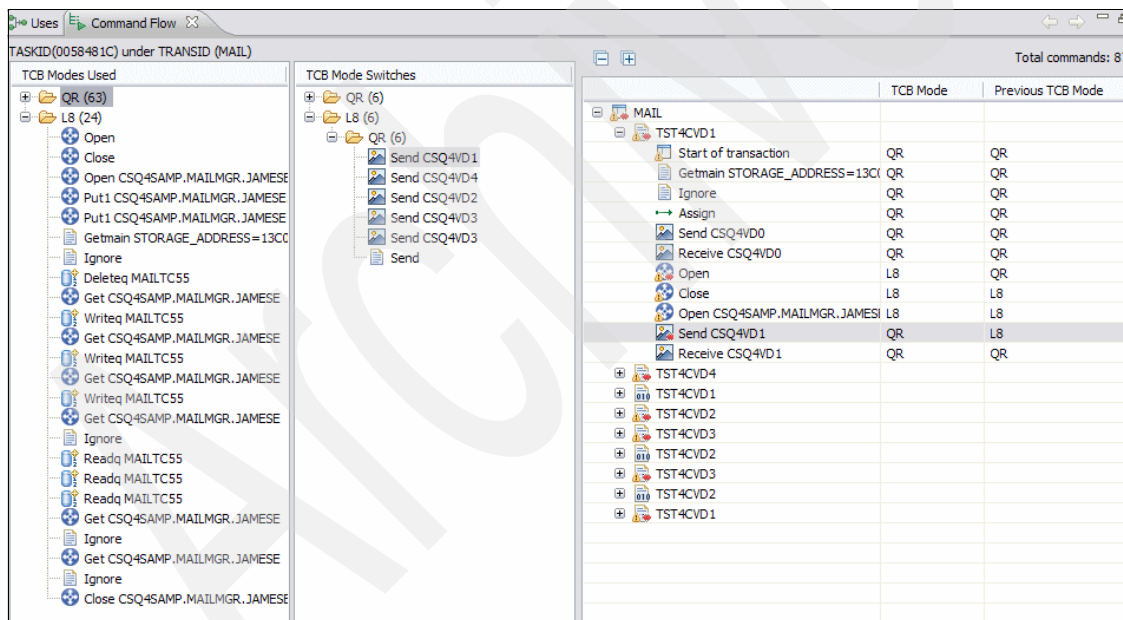 Uses Command Flow
TASKID(0058481C) under TRANSID (MAIL)
Total commands: 8
TCB Modes Used
QR (63)
L8 (24)
Open
Close
Open CSQ4SAMP.MAILMGR.JAMESE
Put1 CSQ4SAMP.MAILMGR.JAMESE
Put1 CSQ4SAMP.MAILMGR.JAMESE
Getmain STORAGE_ADDRESS=13C0
Ignore
Deleteq MAILTC55
Get CSQ4SAMP.MAILMGR.JAMESE
Writeq MAILTC55
Get CSQ4SAMP.MAILMGR.JAMESE
Writeq MAILTC55
Get CSQ4SAMP.MAILMGR.JAMESE
Writeq MAILTC55
Get CSQ4SAMP.MAILMGR.JAMESE
Ignore
Readq MAILTC55
Readq MAILTC55
Readq MAILTC55
Get CSQ4SAMP.MAILMGR.JAMESE
Ignore
Get CSQ4SAMP.MAILMGR.JAMESE
Ignore
Close CSQ4SAMP.MAILMGR.JAMESE
TCB Mode Switches
QR (6)
L8 (6)
QR (6)
Send CSQ4VD1
Send CSQ4VD4
Send CSQ4VD2
Send CSQ4VD3
Send CSQ4VD3
Send
TCB Mode Previous TCB Mode
MAIL
TST4CVD1
Start of transaction QR QR
Getmain STORAGE_ADDRESS=13C( QR QR
Ignore QR QR
Assign QR QR
Send CSQ4VD0 QR QR
Receive CSQ4VD0 QR QR
Open L8 QR
Close L8 L8
Open CSQ4SAMP.MAILMGR.JAMESI L8 L8
Send CSQ4VD1 QR L8
Receive CSQ4VD1 QR QR
TST4CVD4
TST4CVD1
TST4CVD2
TST4CVD3
TST4CVD2
TST4CVD3
TST4CVD2
TST4CVD1